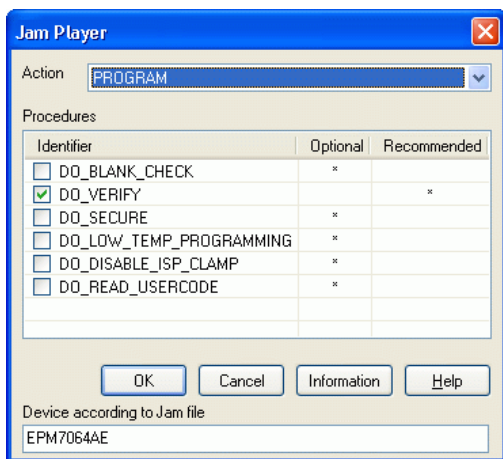 Jam Player
Action PROGRAM
Procedures
Identifier Optional Recommended
DO_BLANK_CHECK *
DO_VERIFY *
DO_SECURE *
DO_LOW_TEMP_PROGRAMMING *
DO_DISABLE_ISP_CLAMP *
DO_READ_USERCODE *
OK Cancel Information Help
Device according to Jam file
EPM7064AE